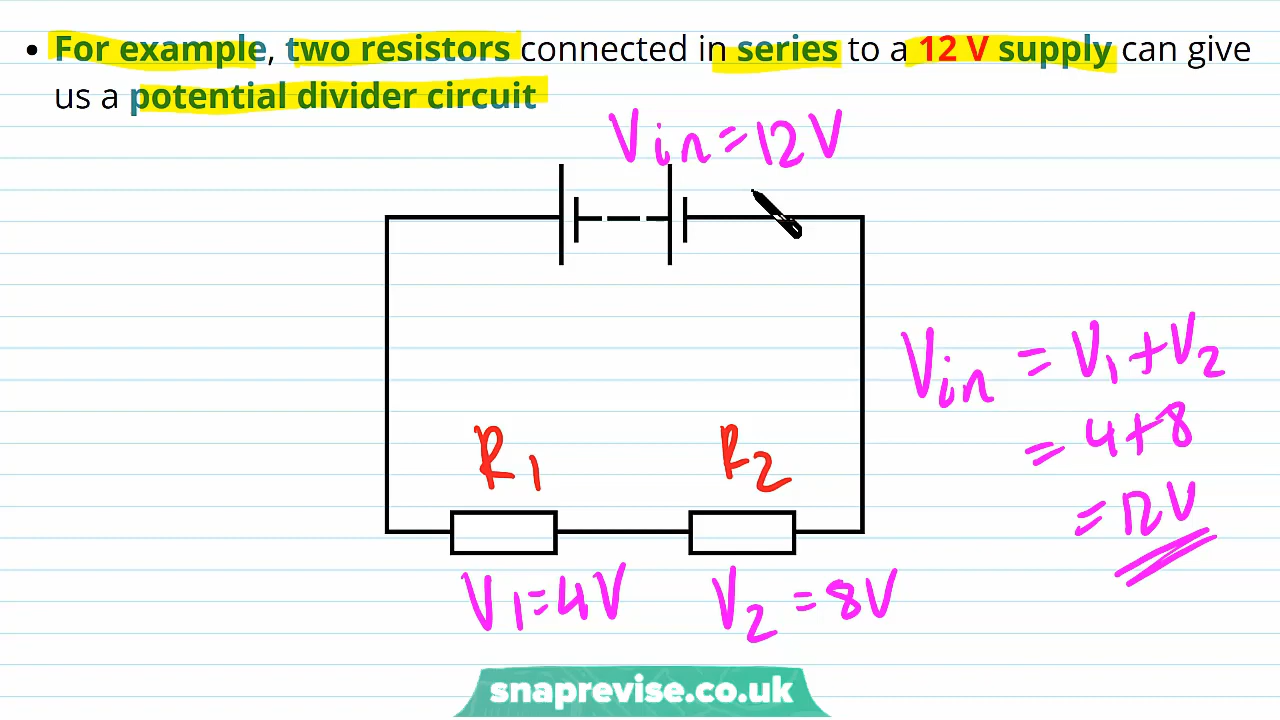 • For example, two resistors connected in series to a 12 V supply can give
us a potential divider circuit
Vin=12V
Vin = V1+V2
= 4+8
= 12V
R1
R2
V1=4V
V2=8V
snaprevise.co.uk